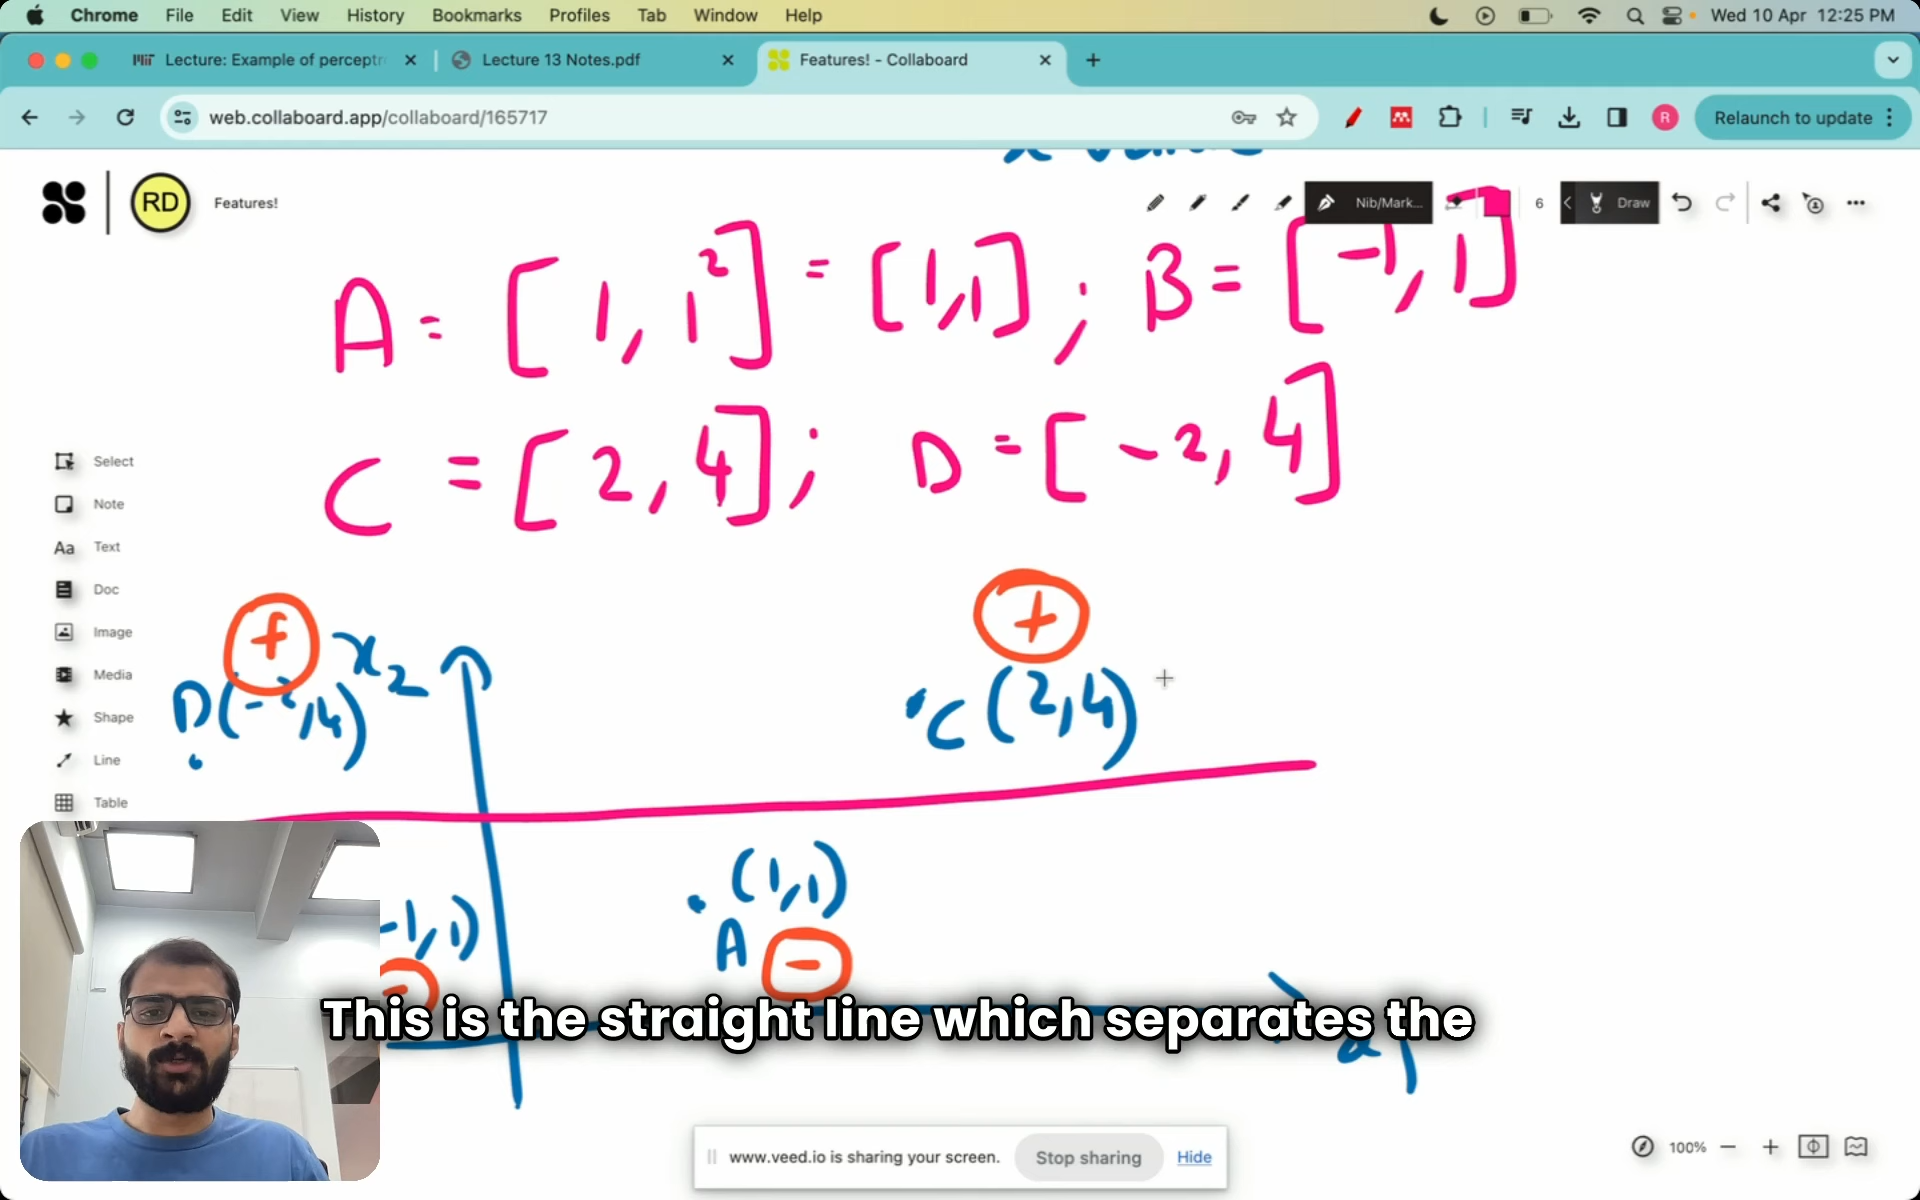 Chrome File Edit View History Bookmarks Profiles Tab Window Help Wed 10 Apr 12:25 PM
MIT Lecture: Example of perceptr Lecture 13 Notes.pdf Features! - Collaboard
web.collaboard.app/collaboard/165717 R Relaunch to update
RD Features! Nib/Mark... 6 Draw
A = [1, 1²] = [1,1]; B = [-1, 1]
C = [2, 4]; D = [-2, 4]
Select
Note
Aa Text
Doc
Image
Media
Shape
Line
Table
+ x₂ +
D(-2,4) C (2,4)
(1,1)
-1,1) A -
-
This is the straight line which separates the
www.veed.io is sharing your screen. Stop sharing Hide
100%